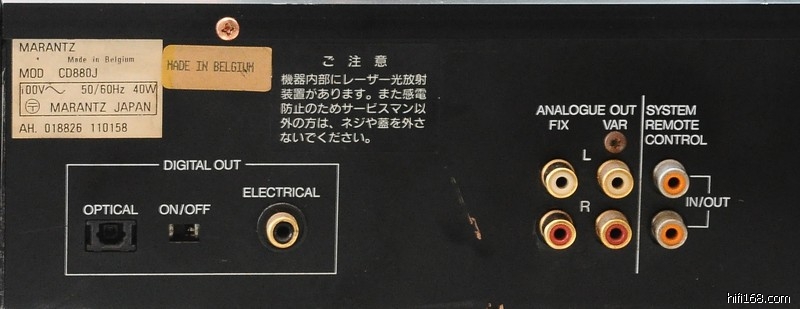 MARANTZ
Made in Belgium
MOD CD880J
100V～ 50/60Hz 40W
〒 MARANTZ JAPAN
AH. 018826 110158
MADE IN BELGIUM
ご注意
機器内部にレーザー光放射
装置があります。また感電
防止のためサービスマン以
外の方は、ネジや蓋を外さ
ないでください。
DIGITAL OUT
OPTICAL
ON/OFF
ELECTRICAL
ANALOGUE OUT
FIX VAR
L
R
SYSTEM
REMOTE
CONTROL
IN/OUT
hifi168.com